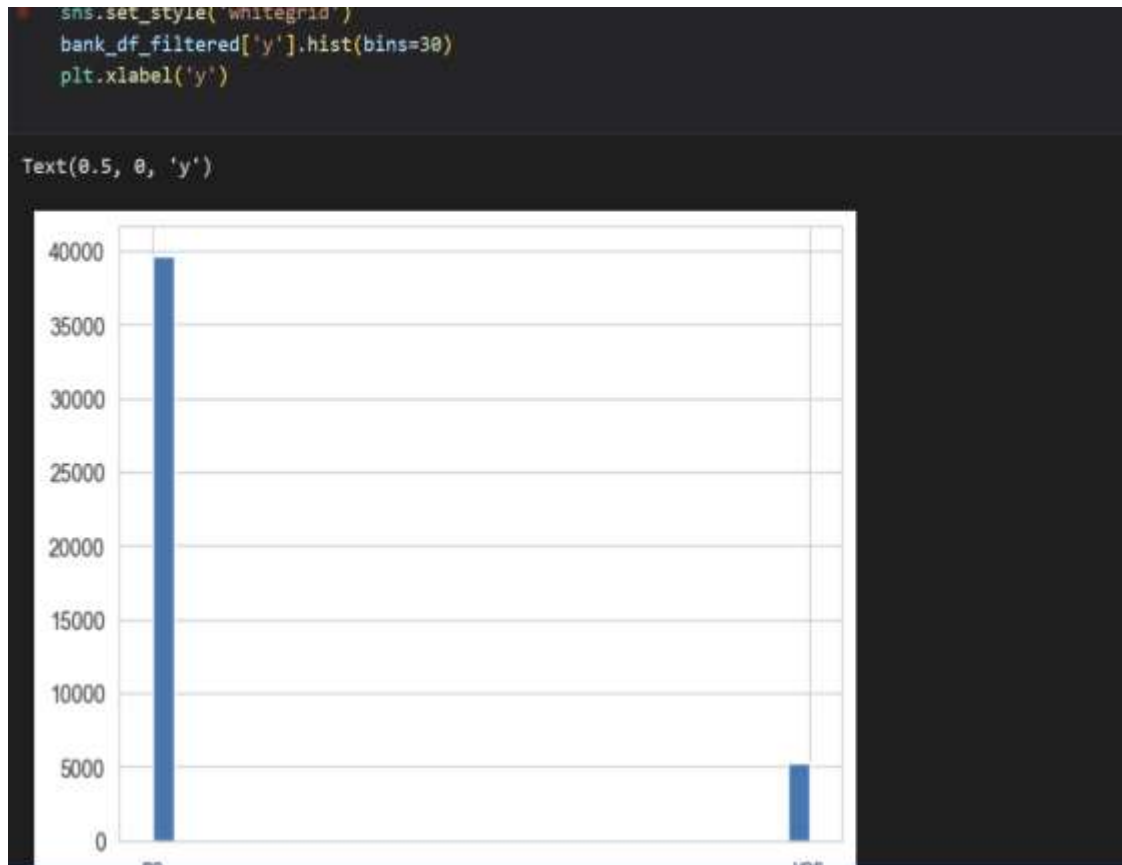 sns.set_style('whitegrid')
bank_df_filtered['y'].hist(bins=30)
plt.xlabel('y')
Text(0.5, 0, 'y')
40000
35000
30000
25000
20000
15000
10000
5000
0